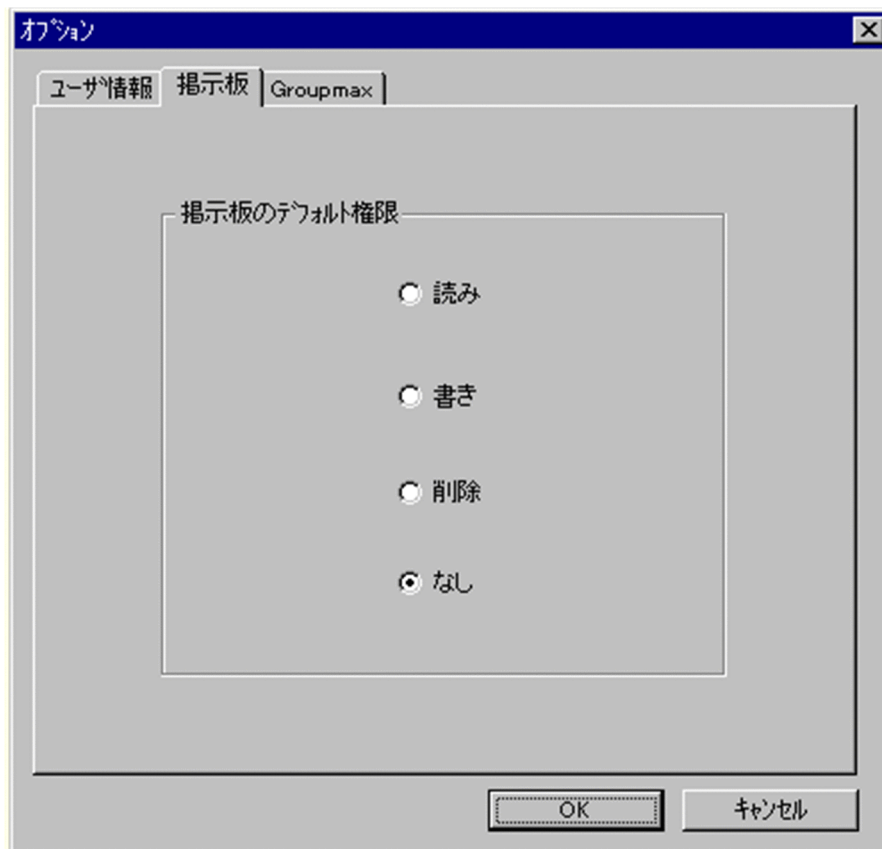 オプション
ユーザ情報 掲示板 Groupmax
掲示板のデフォルト権限
読み
書き
削除
なし
OK キャンセル